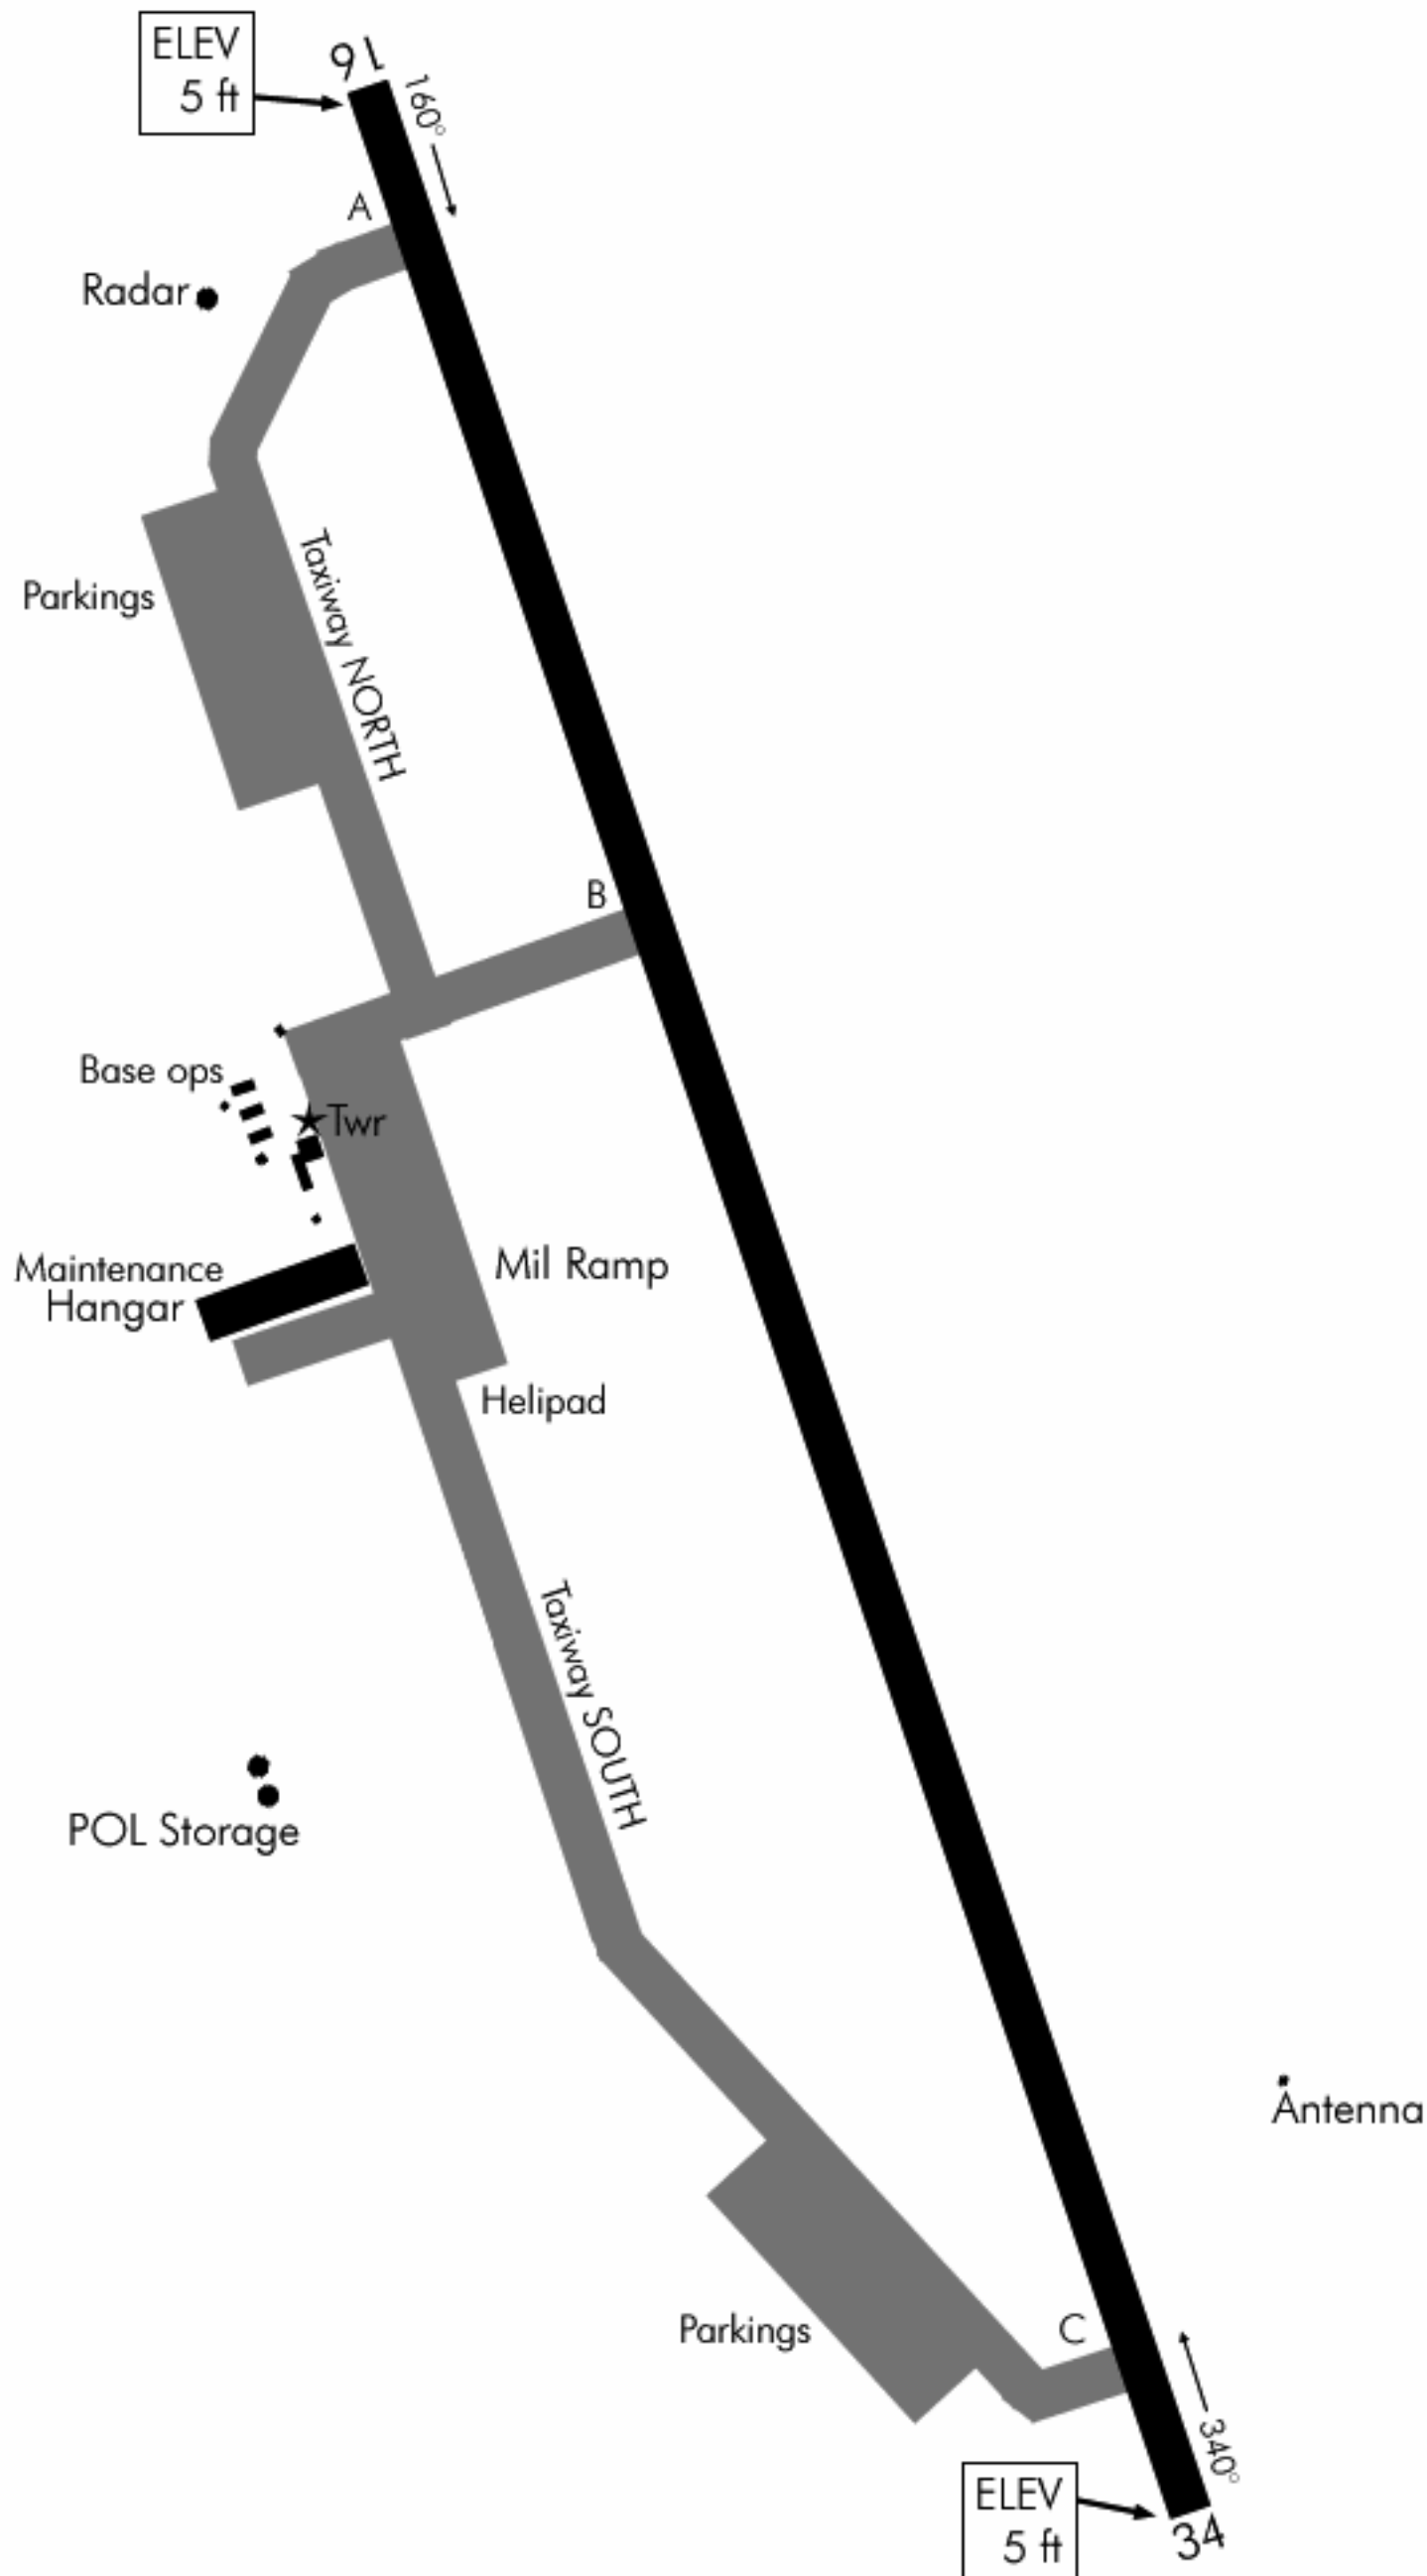 ELEV
5 ft
16
160°
A
Radar
Parkings
Taxiway NORTH
B
Base ops
Twr
Maintenance
Hangar
Mil Ramp
Helipad
Taxiway SOUTH
POL Storage
Antenna
Parkings
C
340°
ELEV
5 ft
34